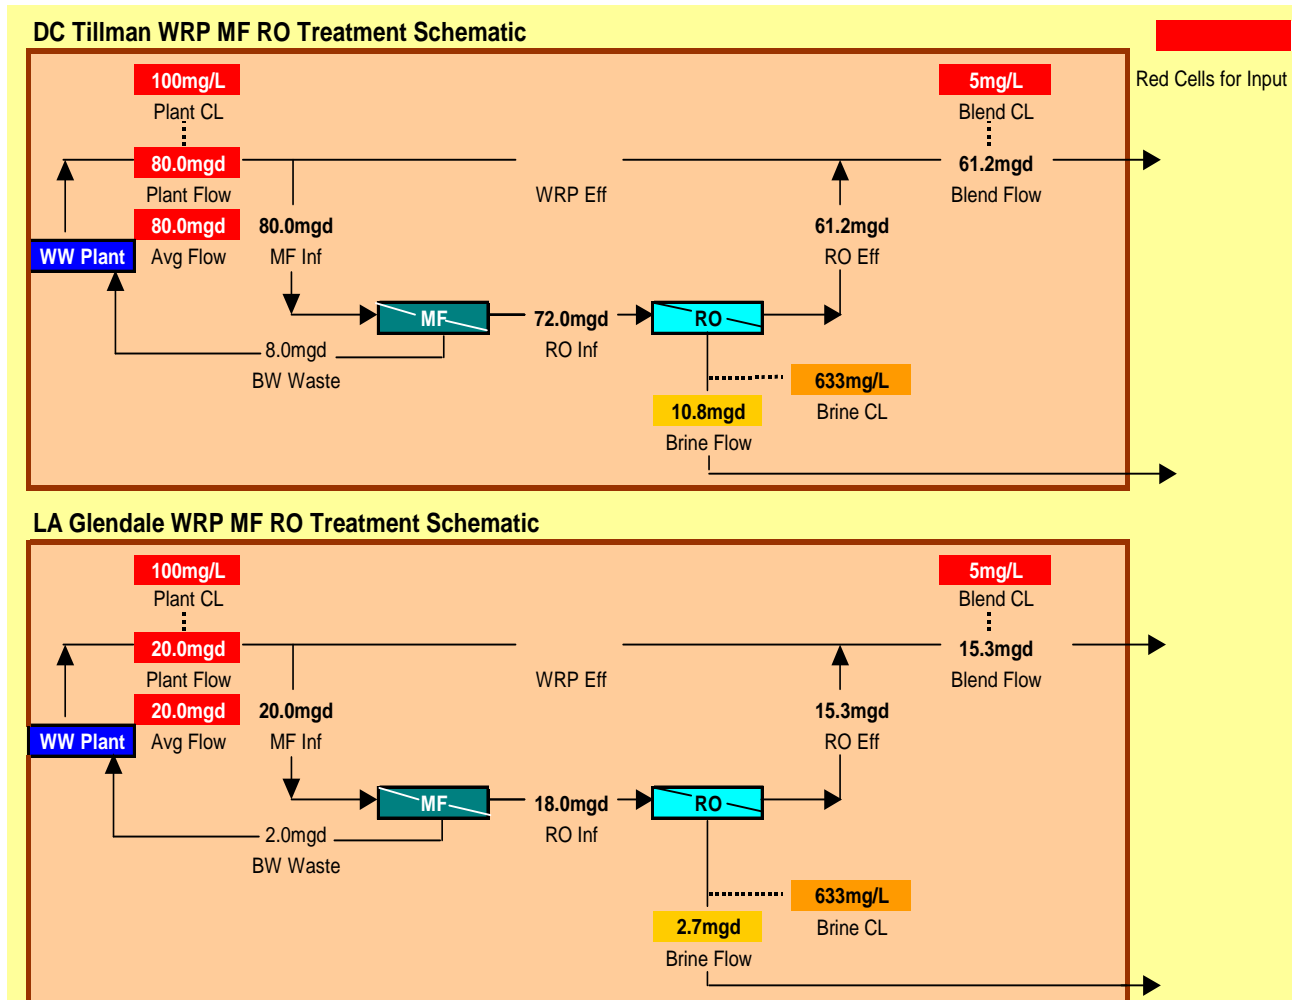 DC Tillman WRP MF RO Treatment Schematic
Red Cells for Input
100mg/L
Plant CL
5mg/L
Blend CL
80.0mgd
Plant Flow
WRP Eff
61.2mgd
Blend Flow
80.0mgd
Avg Flow
80.0mgd
MF Inf
61.2mgd
RO Eff
WW Plant
MF
72.0mgd
RO Inf
RO
8.0mgd
BW Waste
633mg/L
Brine CL
10.8mgd
Brine Flow
LA Glendale WRP MF RO Treatment Schematic
100mg/L
Plant CL
5mg/L
Blend CL
20.0mgd
Plant Flow
WRP Eff
15.3mgd
Blend Flow
20.0mgd
Avg Flow
20.0mgd
MF Inf
15.3mgd
RO Eff
WW Plant
MF
18.0mgd
RO Inf
RO
2.0mgd
BW Waste
633mg/L
Brine CL
2.7mgd
Brine Flow